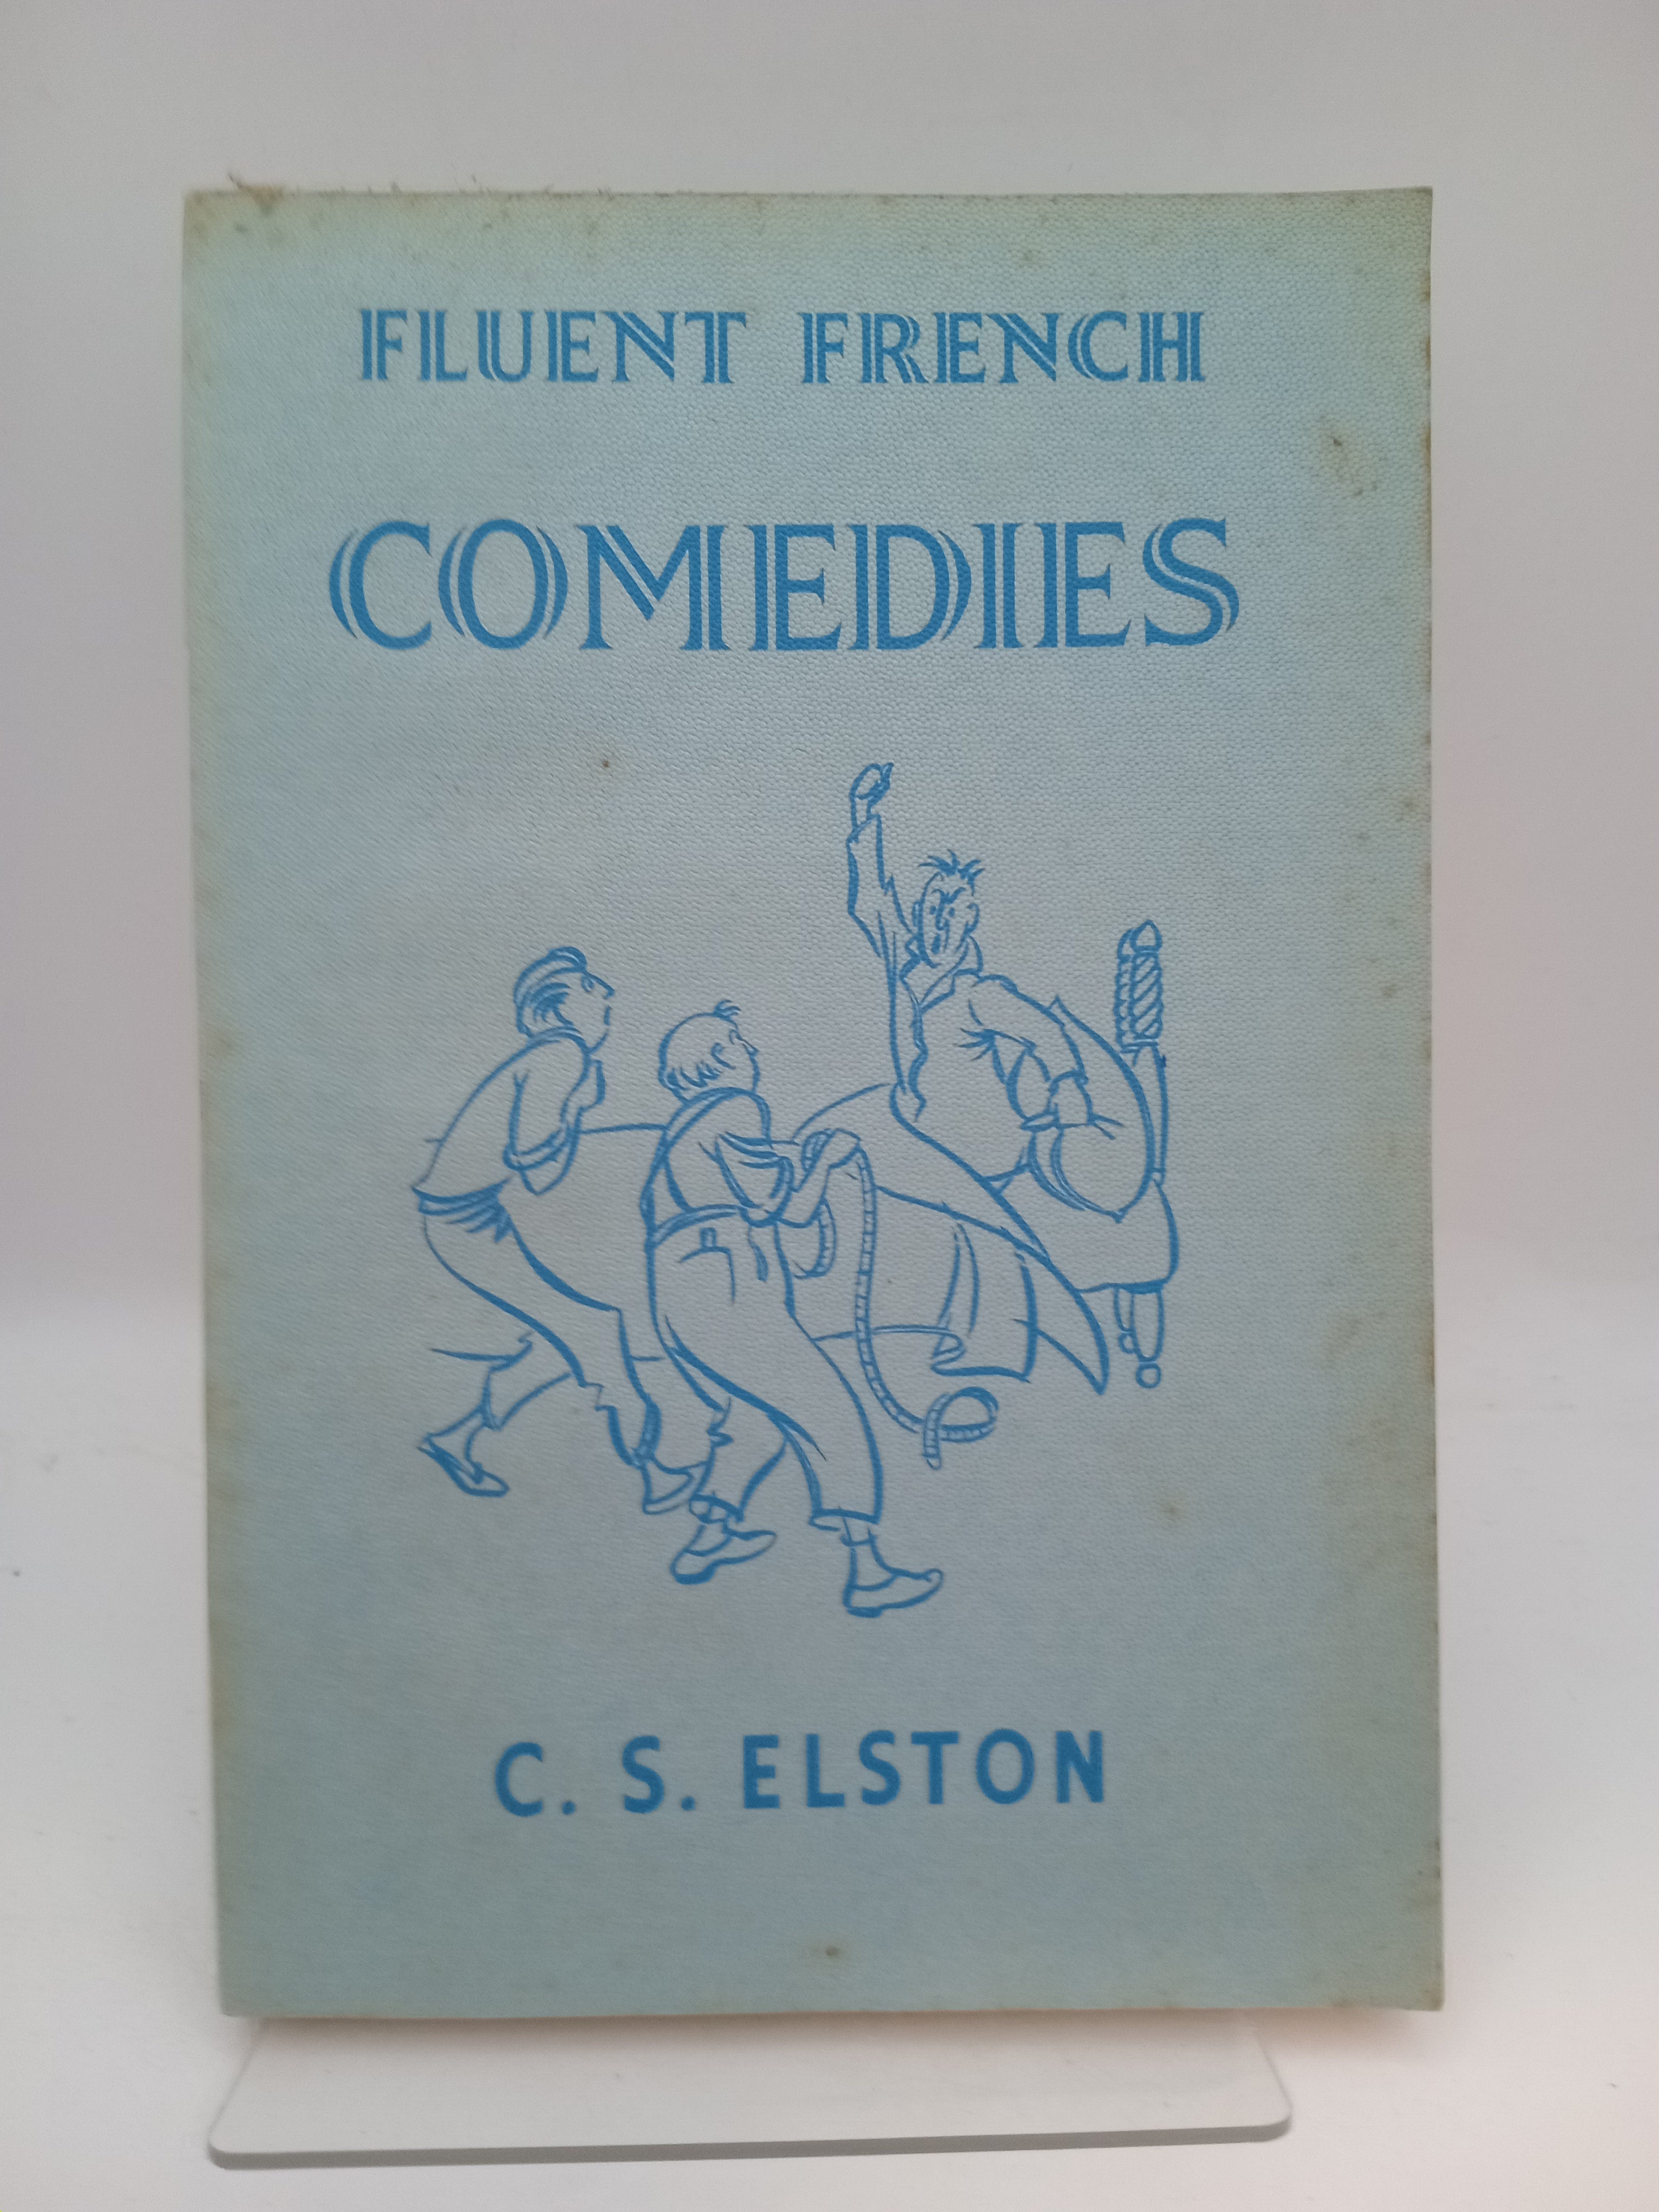 FLUENT FRENCH
COMEDIES
C. S. ELSTON